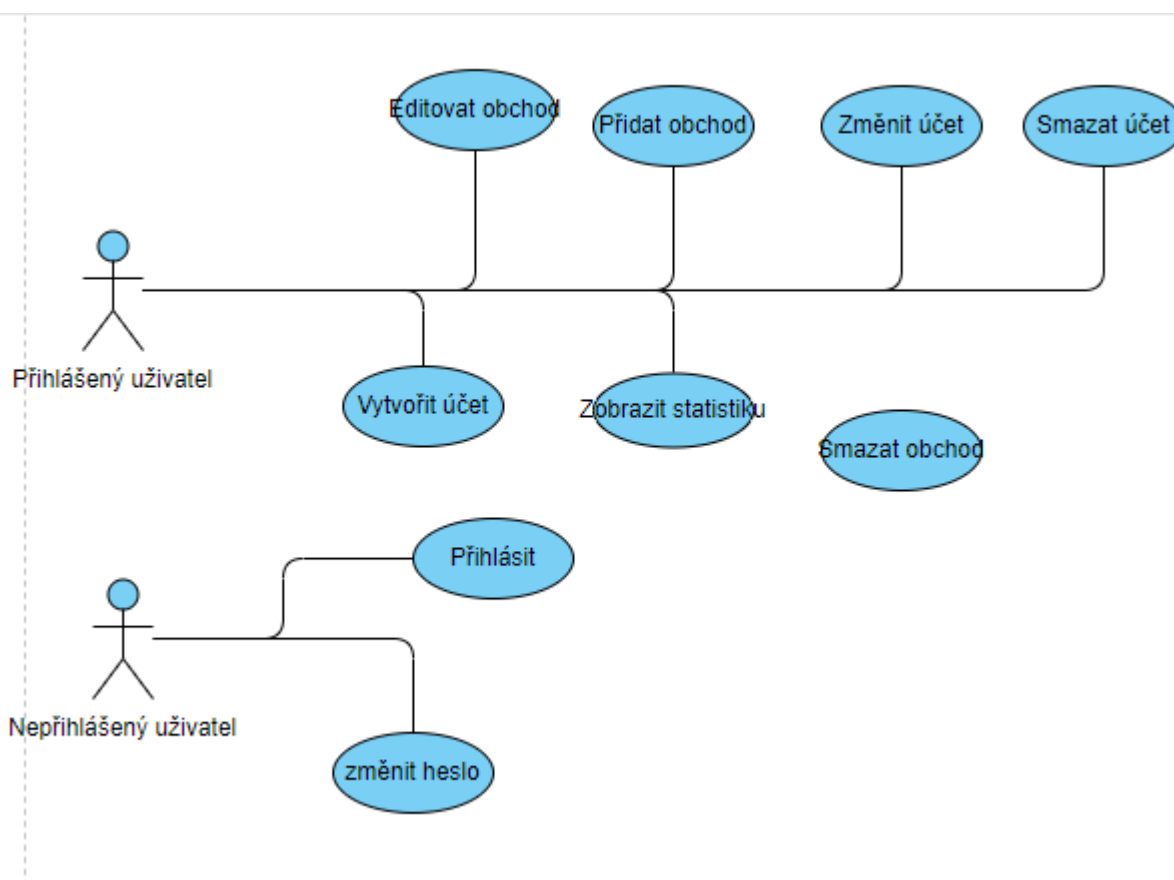 Editovat obchod
Přidat obchod
Změnit účet
Smazat účet
Přihlášený uživatel
Vytvořit účet
Zobrazit statistiku
Smazat obchod
Přihlásit
Nepřihlášený uživatel
změnit heslo